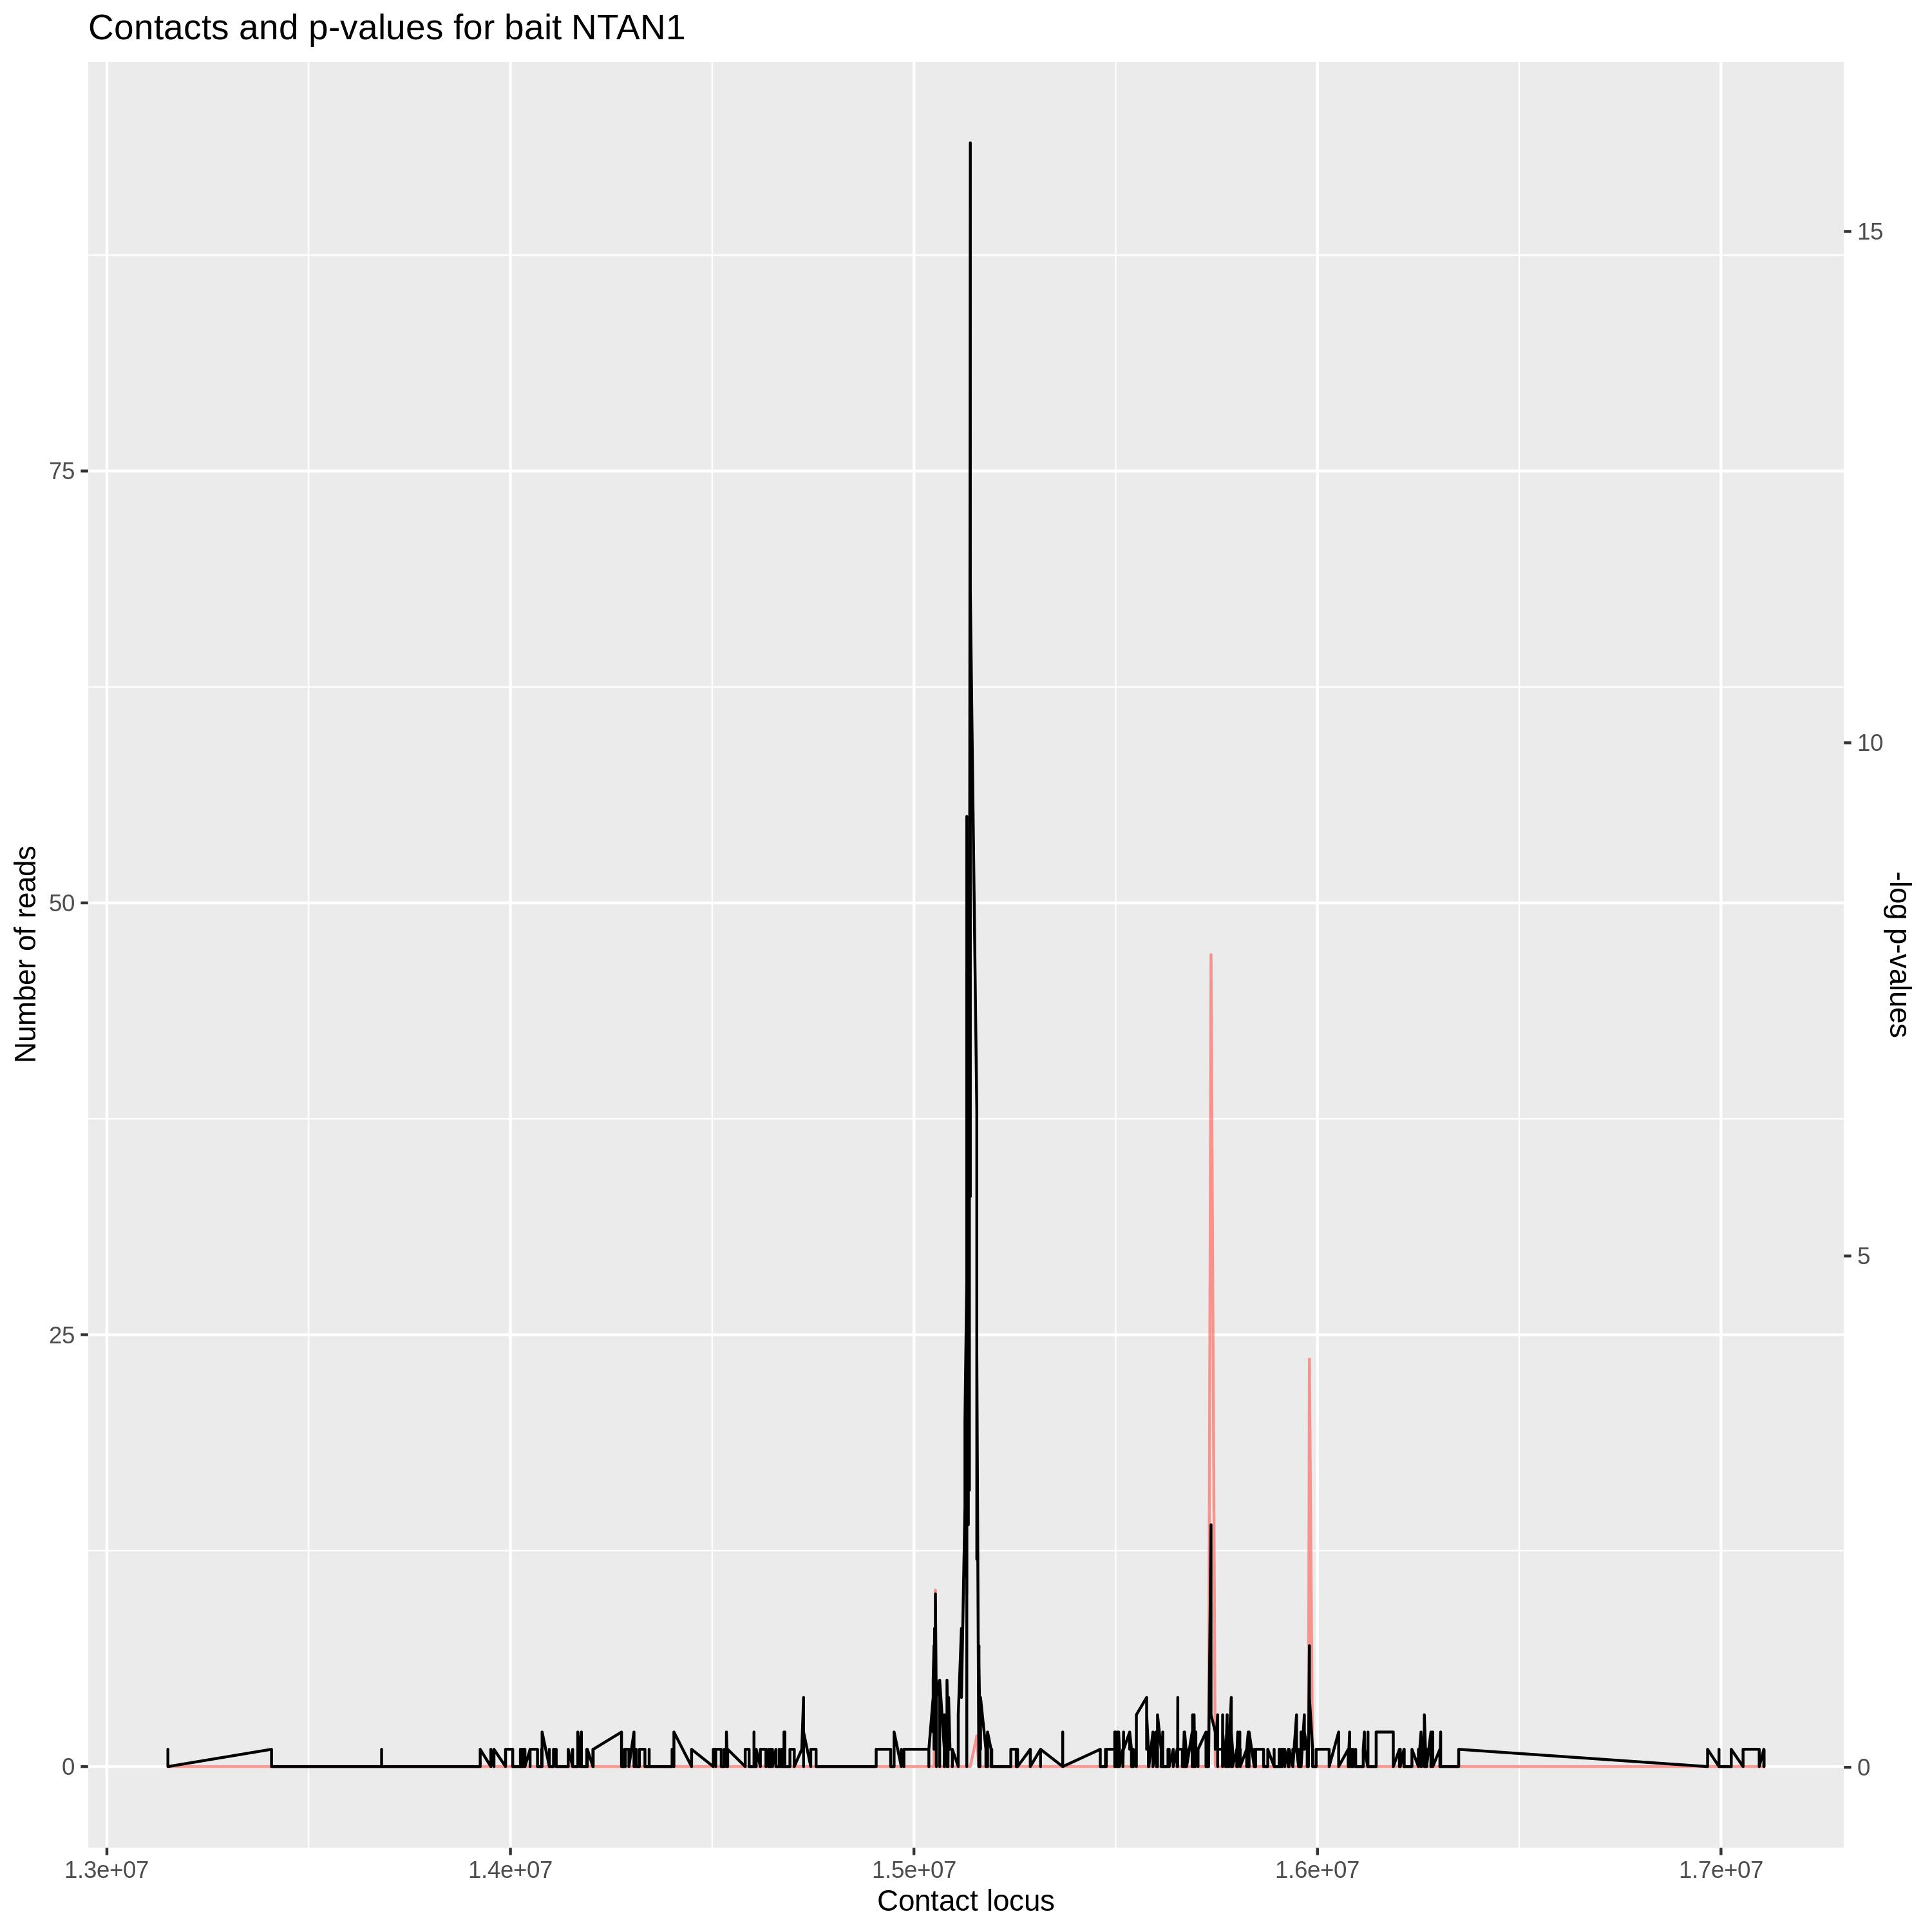 Contacts and p-values for bait NTAN1
Number of reads
75
50
25
0
15
10
5
0
-log p-values
1.3e+07
1.4e+07
1.5e+07
1.6e+07
1.7e+07
Contact locus